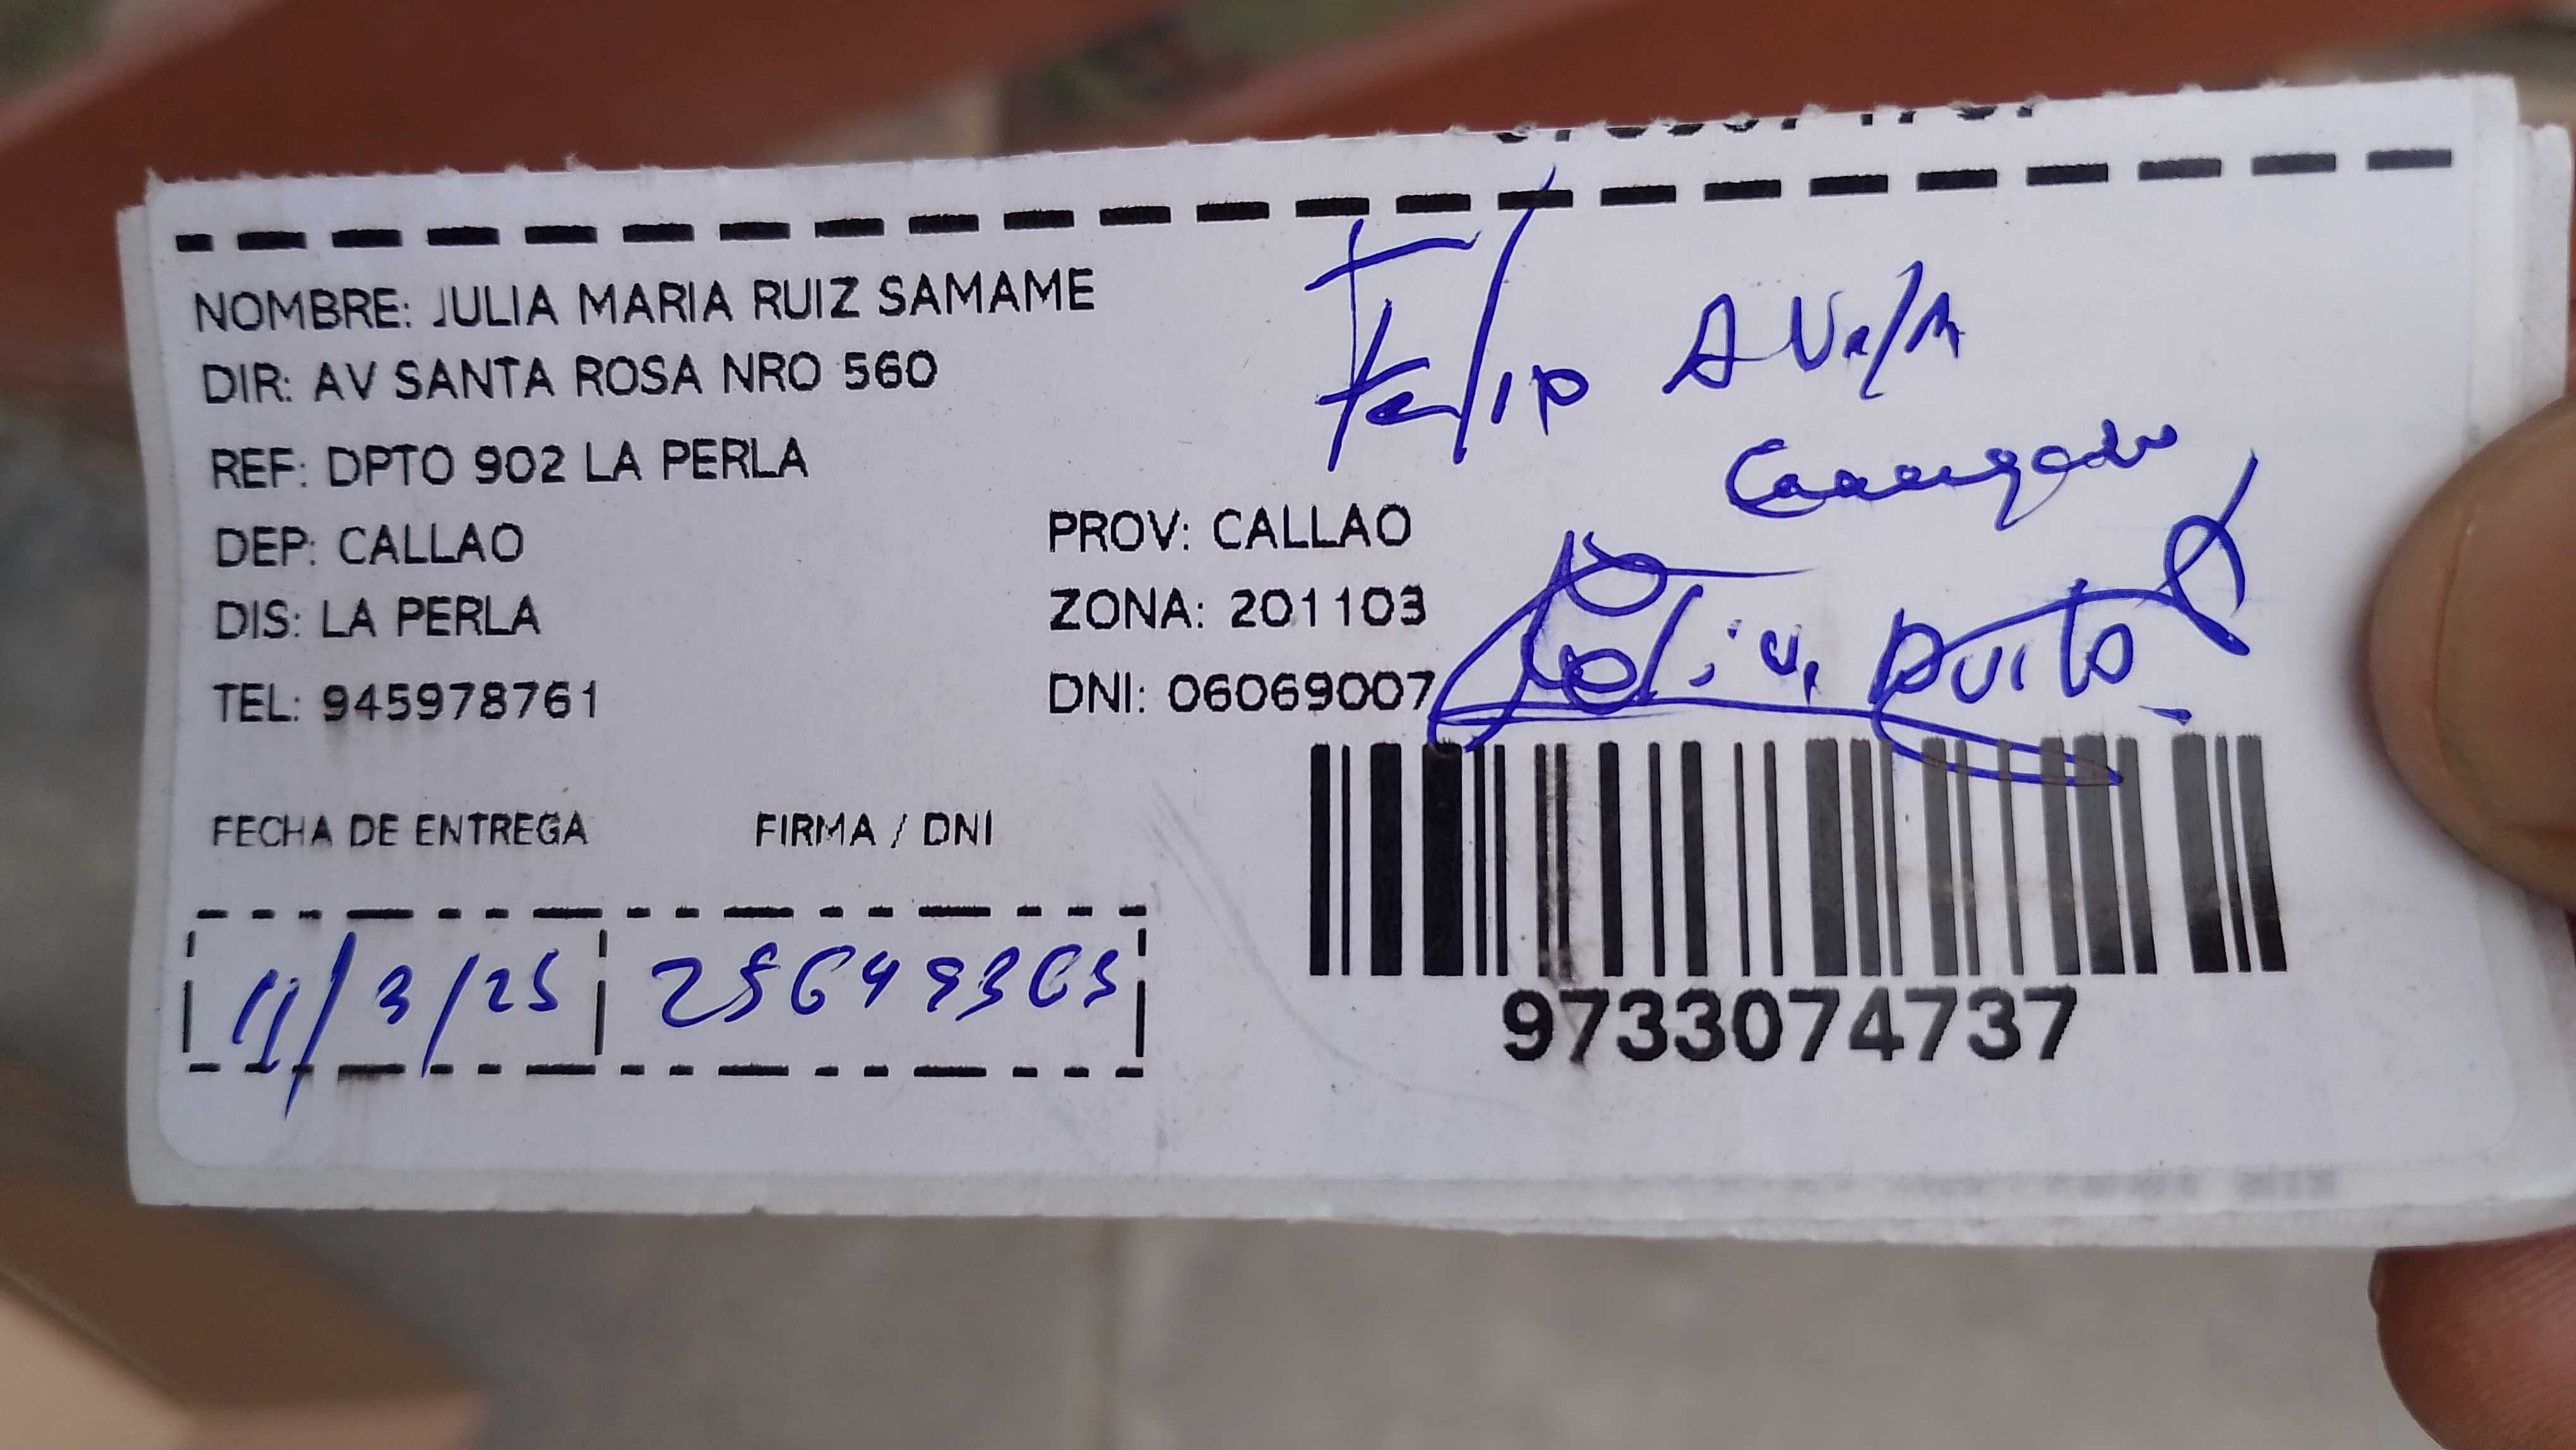 NOMBRE: JULIA MARIA RUIZ SAMAME
DIR: AV SANTA ROSA NRO 560
REF: DPTO 902 LA PERLA
DEP: CALLAO
PROV: CALLAO
DIS: LA PERLA
ZONA: 201103
TEL: 945978761
DNI: 06069007
FECHA DE ENTREGA
FIRMA / DNI
11/3/25
Felip
9733074737